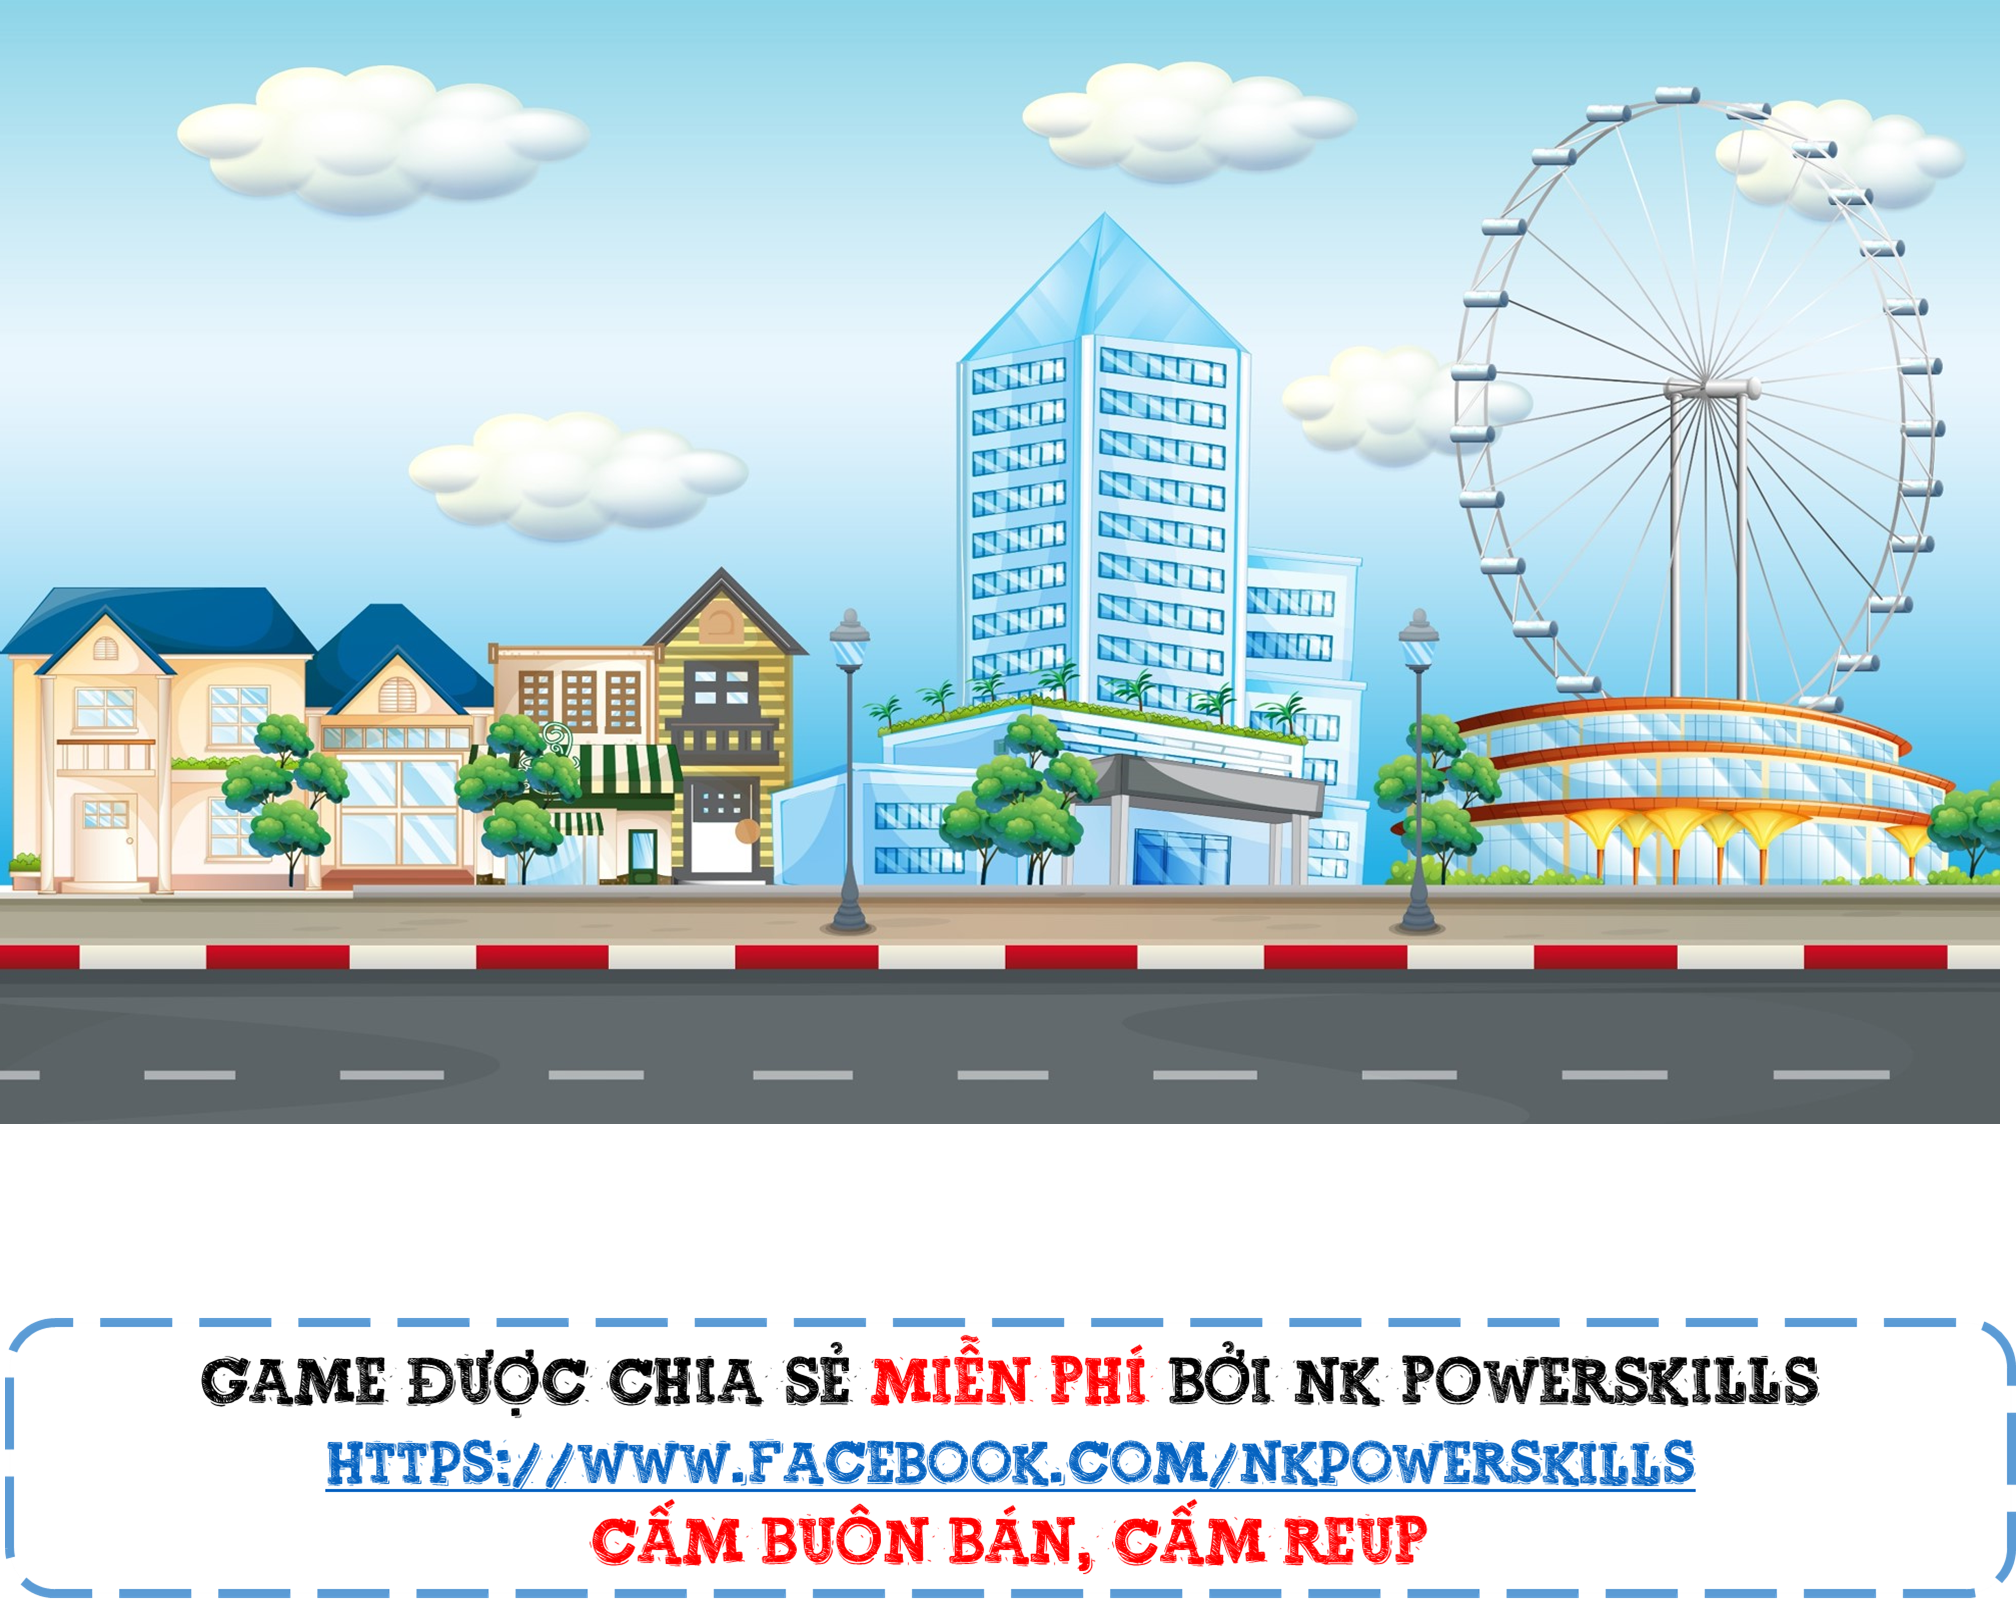 GAME ĐƯỢC CHIA SẺ MIỄN PHÍ BỞI NK POWERSKILLS
HTTPS://WWW.FACEBOOK.COM/NKPOWERSKILLS
CẤM BUÔN BÁN, CẤM REUP